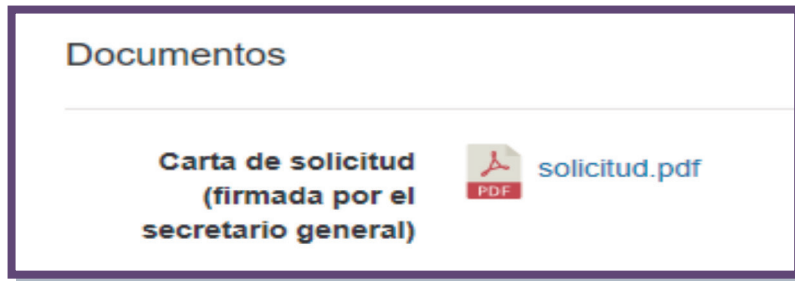 Documentos
Carta de solicitud
(firmada por el
secretario general)
PDF
solicitud.pdf